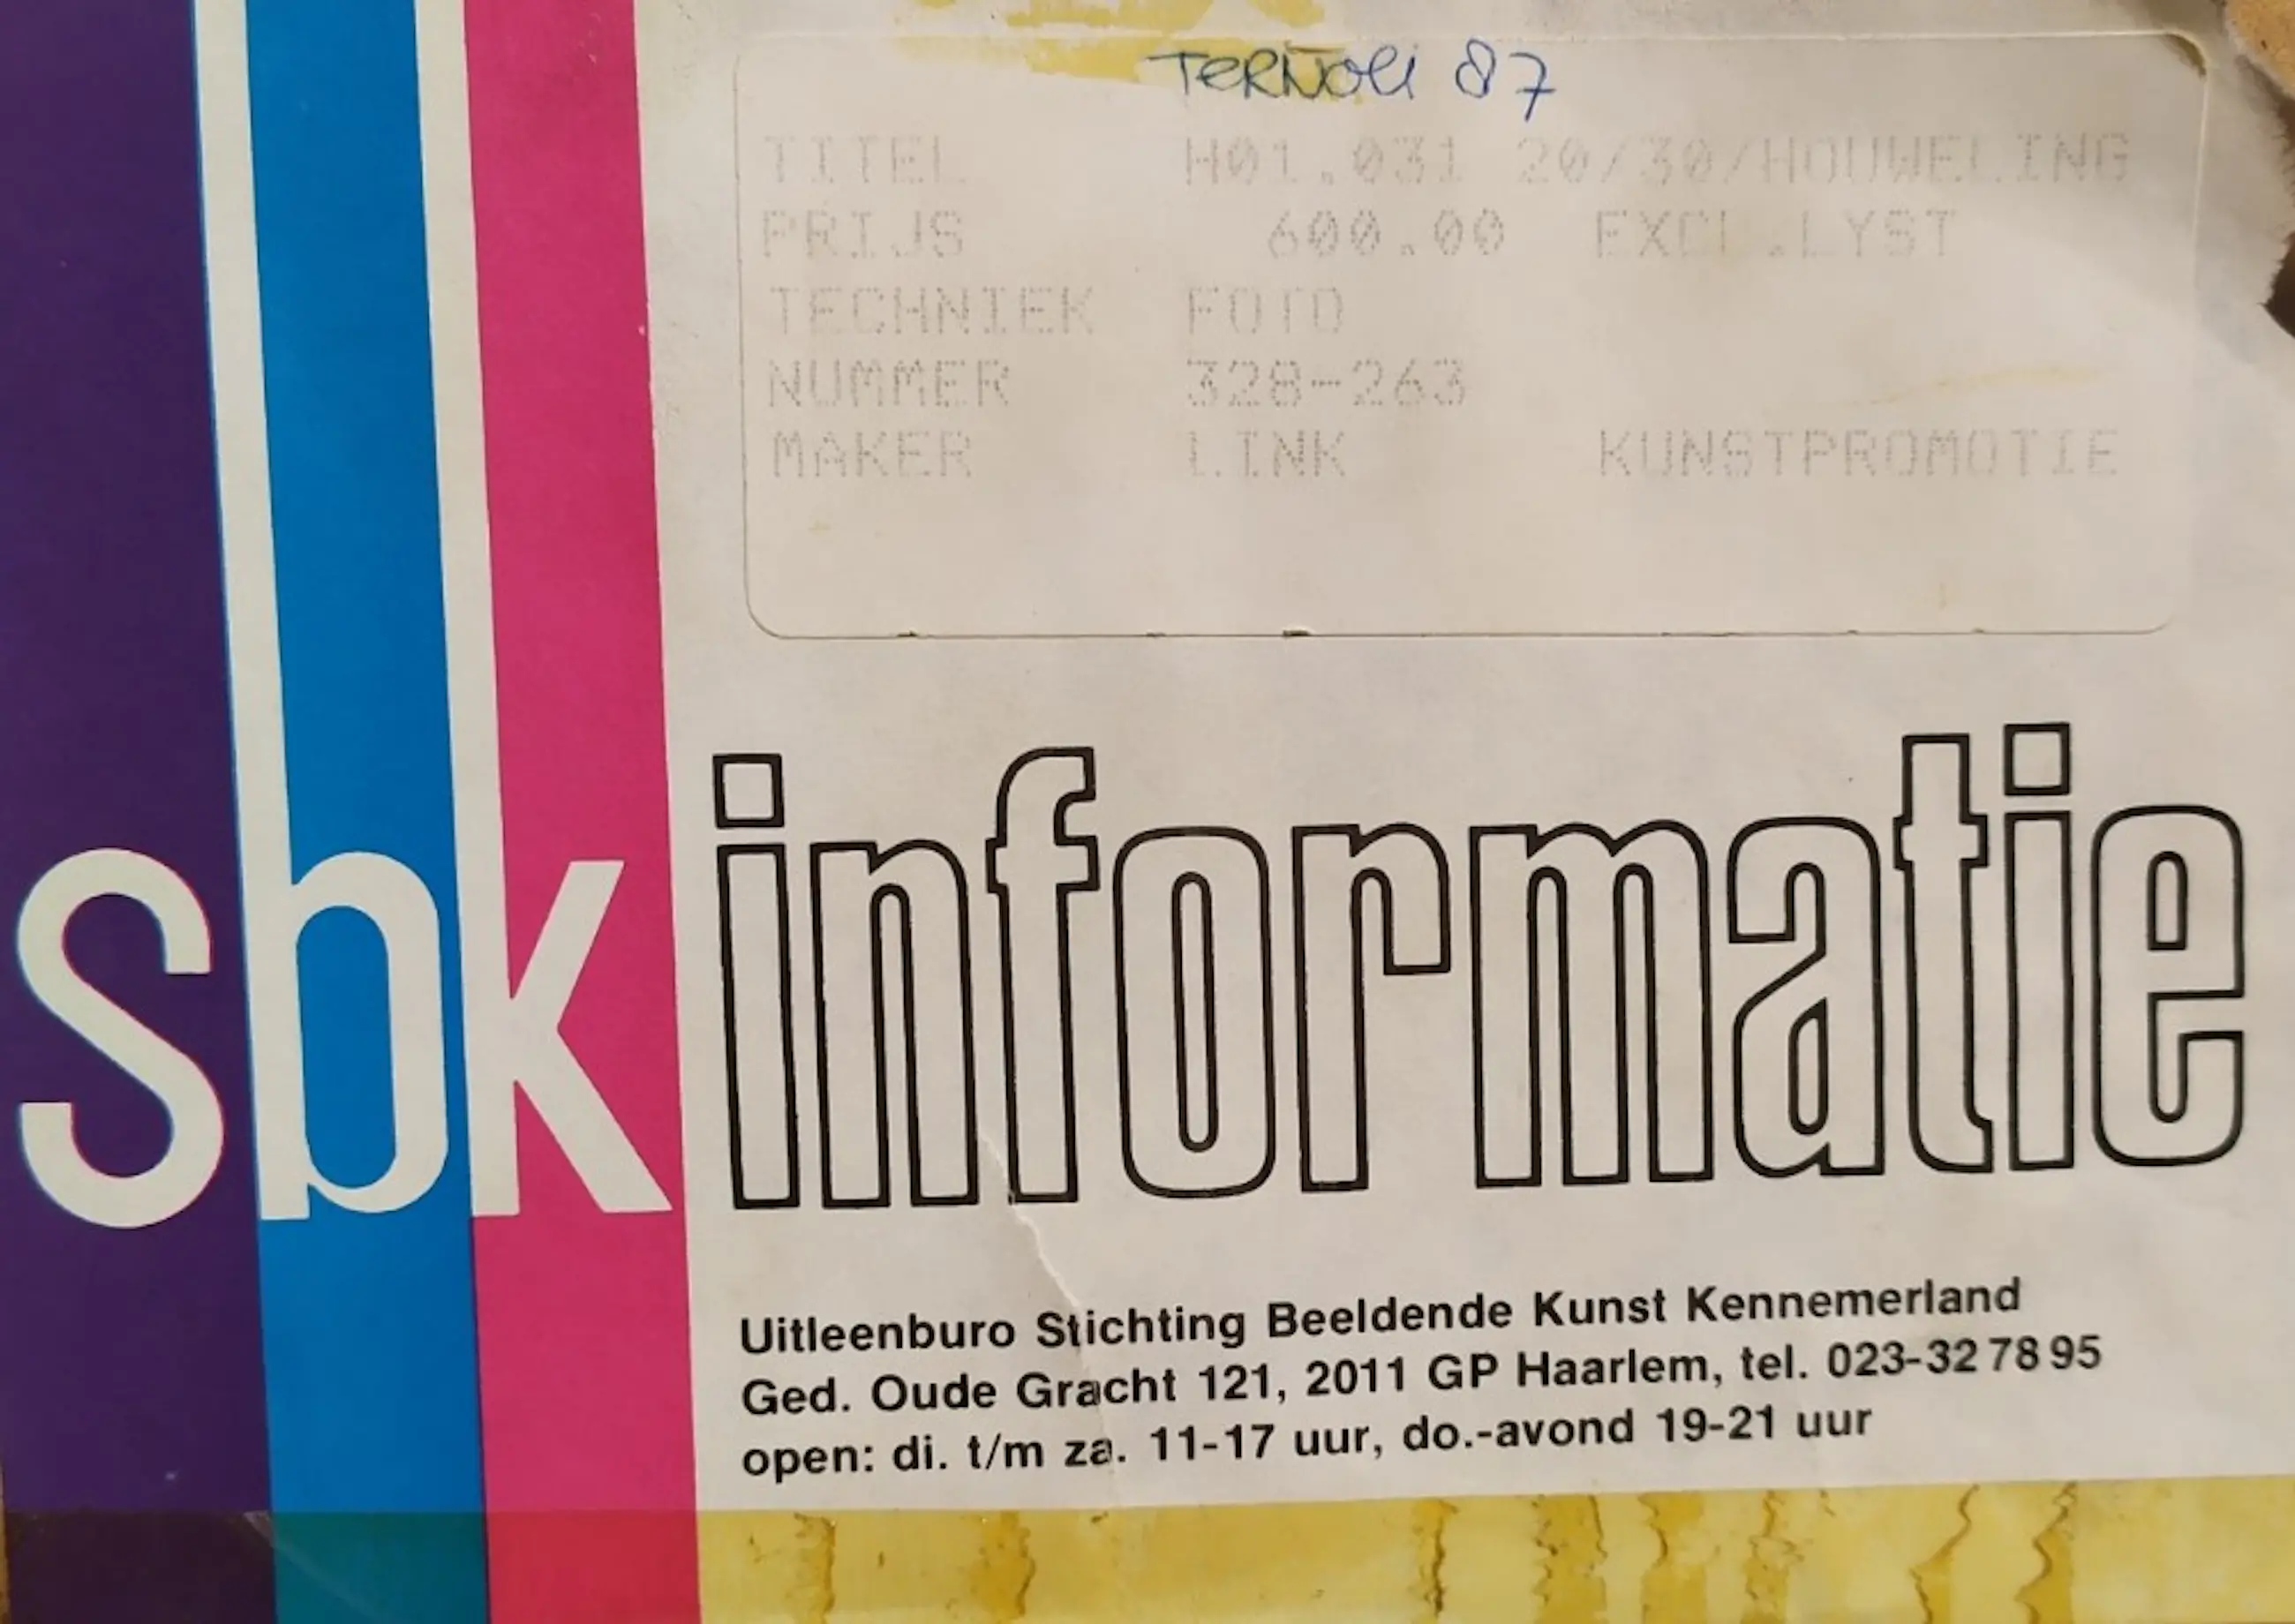 TERNOLI 87
TITEL H01.031 20/30/HOUWELING
PRIJS 600.00 EXCL.LYST
TECHNIEK FOTO
NUMMER 328-263
MAKER LINK KUNSTPROMOTIE
sbk informatie
Uitleenburo Stichting Beeldende Kunst Kennemerland
Ged. Oude Gracht 121, 2011 GP Haarlem, tel. 023-32 78 95
open: di. t/m za. 11-17 uur, do.-avond 19-21 uur